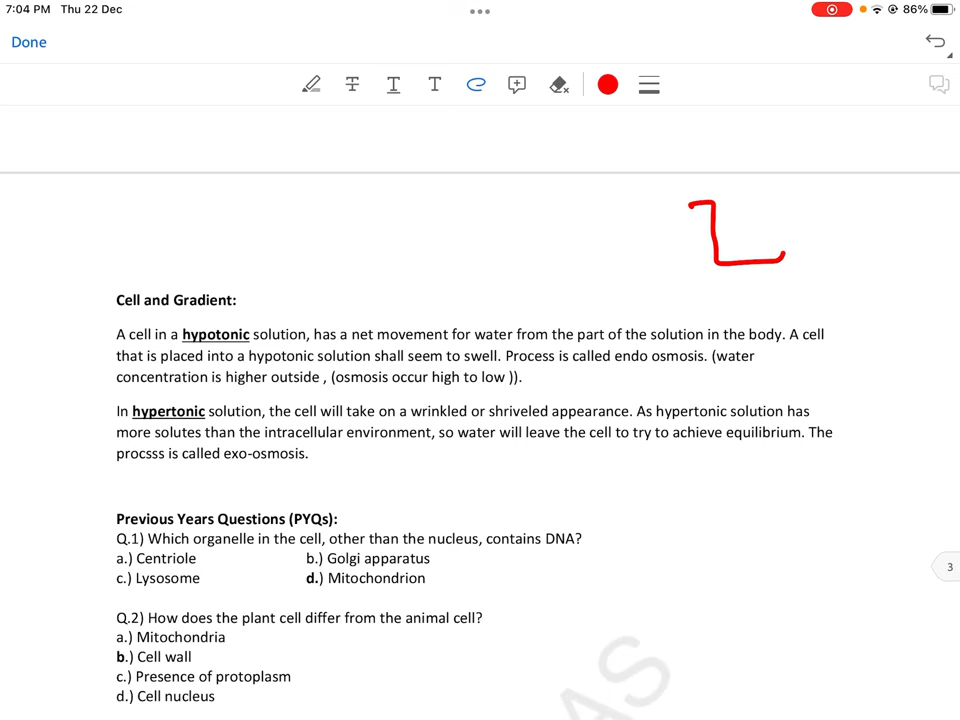 7:04 PM Thu 22 Dec
86%
Done
T T T
Cell and Gradient:
A cell in a hypotonic solution, has a net movement for water from the part of the solution in the body. A cell
that is placed into a hypotonic solution shall seem to swell. Process is called endo osmosis. (water
concentration is higher outside , (osmosis occur high to low )).
In hypertonic solution, the cell will take on a wrinkled or shriveled appearance. As hypertonic solution has
more solutes than the intracellular environment, so water will leave the cell to try to achieve equilibrium. The
procsss is called exo-osmosis.
Previous Years Questions (PYQs):
Q.1) Which organelle in the cell, other than the nucleus, contains DNA?
a.) Centriole b.) Golgi apparatus
c.) Lysosome d.) Mitochondrion
3
Q.2) How does the plant cell differ from the animal cell?
a.) Mitochondria
b.) Cell wall
c.) Presence of protoplasm
d.) Cell nucleus
AS